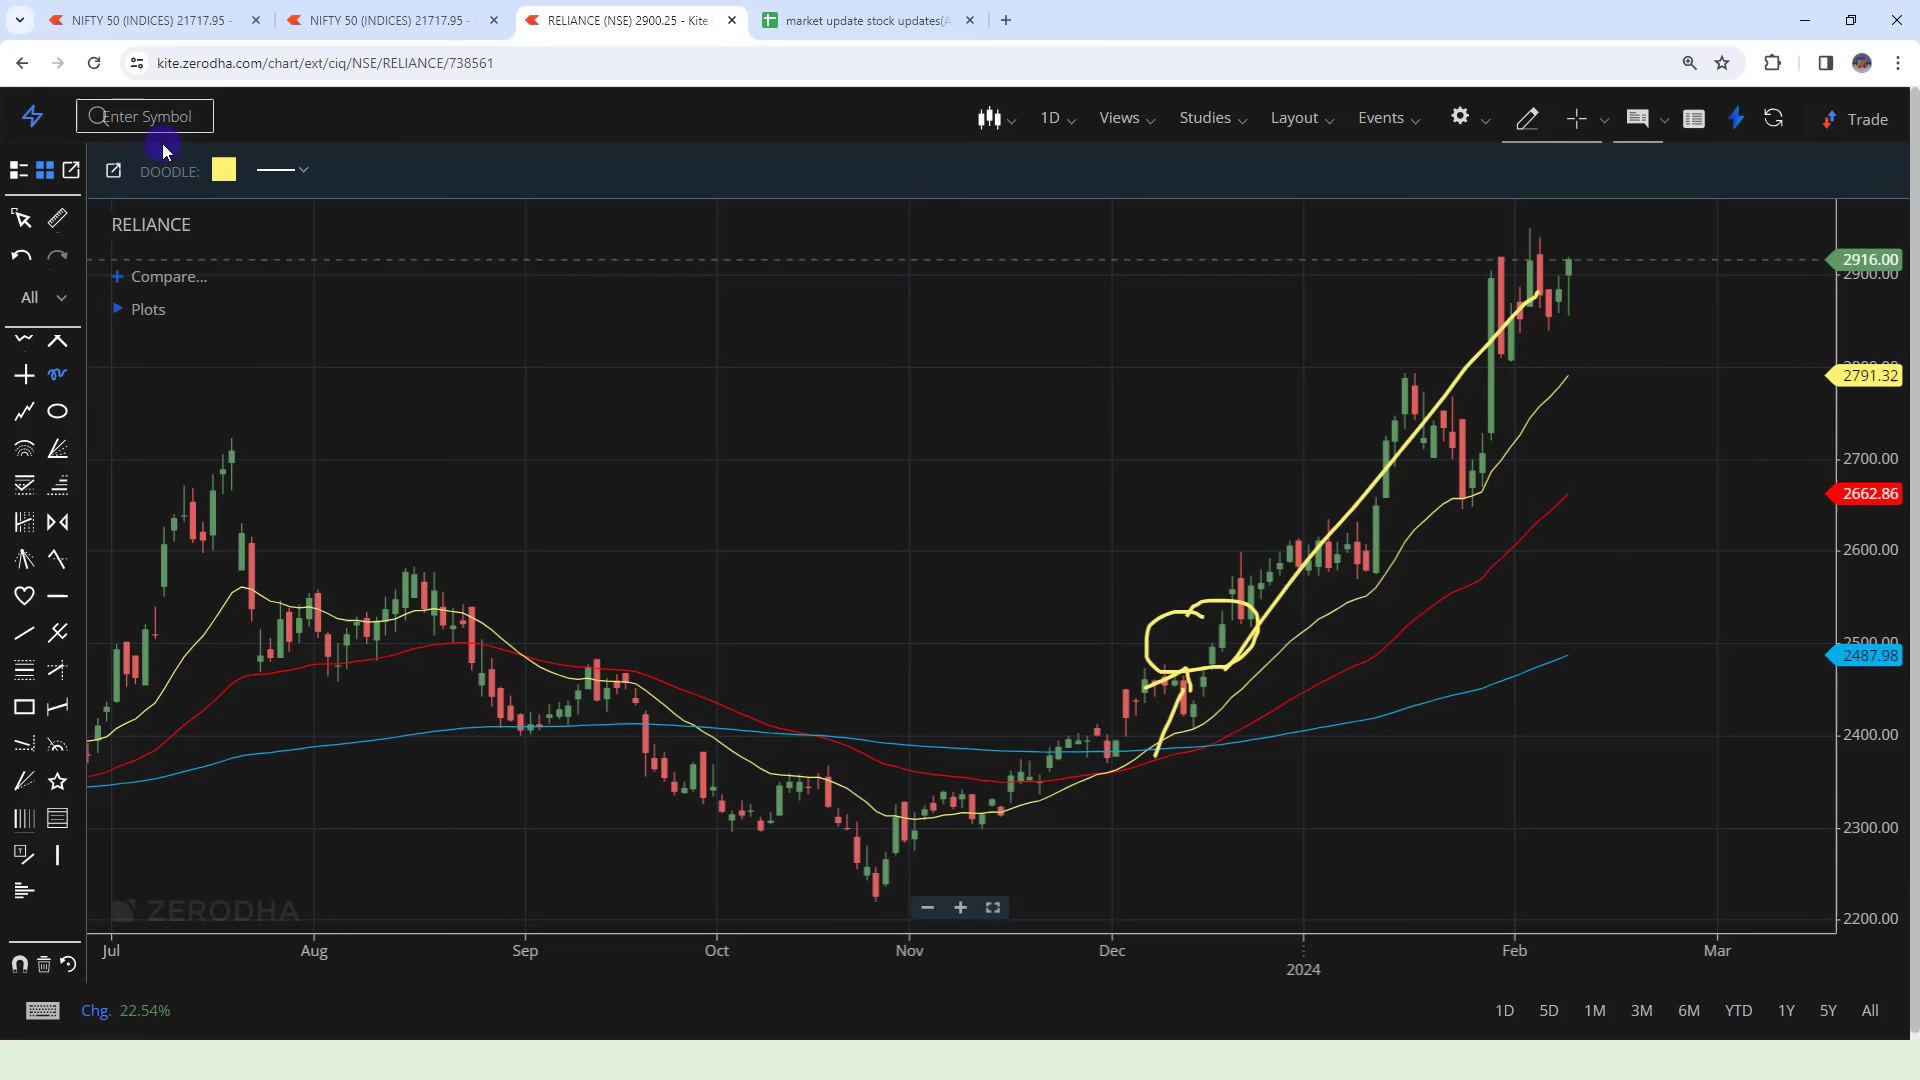 NIFTY 50 (INDICES) 21717.95 -
NIFTY 50 (INDICES) 21717.95 -
RELIANCE (NSE) 2900.25 - Kite
market update stock updates(A
kite.zerodha.com/chart/ext/ciq/NSE/RELIANCE/738561
Enter Symbol
1D
Views
Studies
Layout
Events
Trade
DOODLE:
RELIANCE
Compare...
Plots
All
2916.00
2900.00
2800.00
2791.32
2700.00
2662.86
2600.00
2500.00
2487.98
2400.00
2300.00
2200.00
ZERODHA
Jul Aug Sep Oct Nov Dec 2024 Feb Mar
Chg. 22.54%
1D 5D 1M 3M 6M YTD 1Y 5Y All